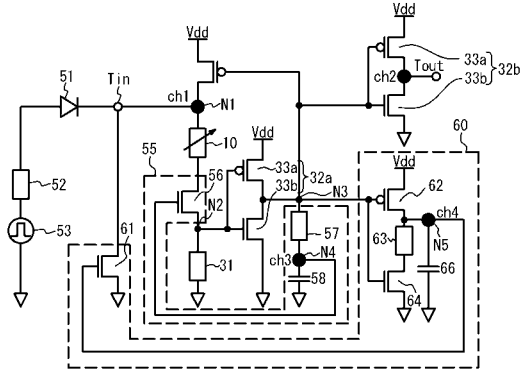 Vdd
Vdd
33a
32b
Tout
ch2
33b
51
Tin
ch1
N1
10
Vdd
60
55
56
33a
32a
33b
N3
Vdd
62
52
N2
57
ch4
53
61
63
N5
31
ch3
N4
58
66
64